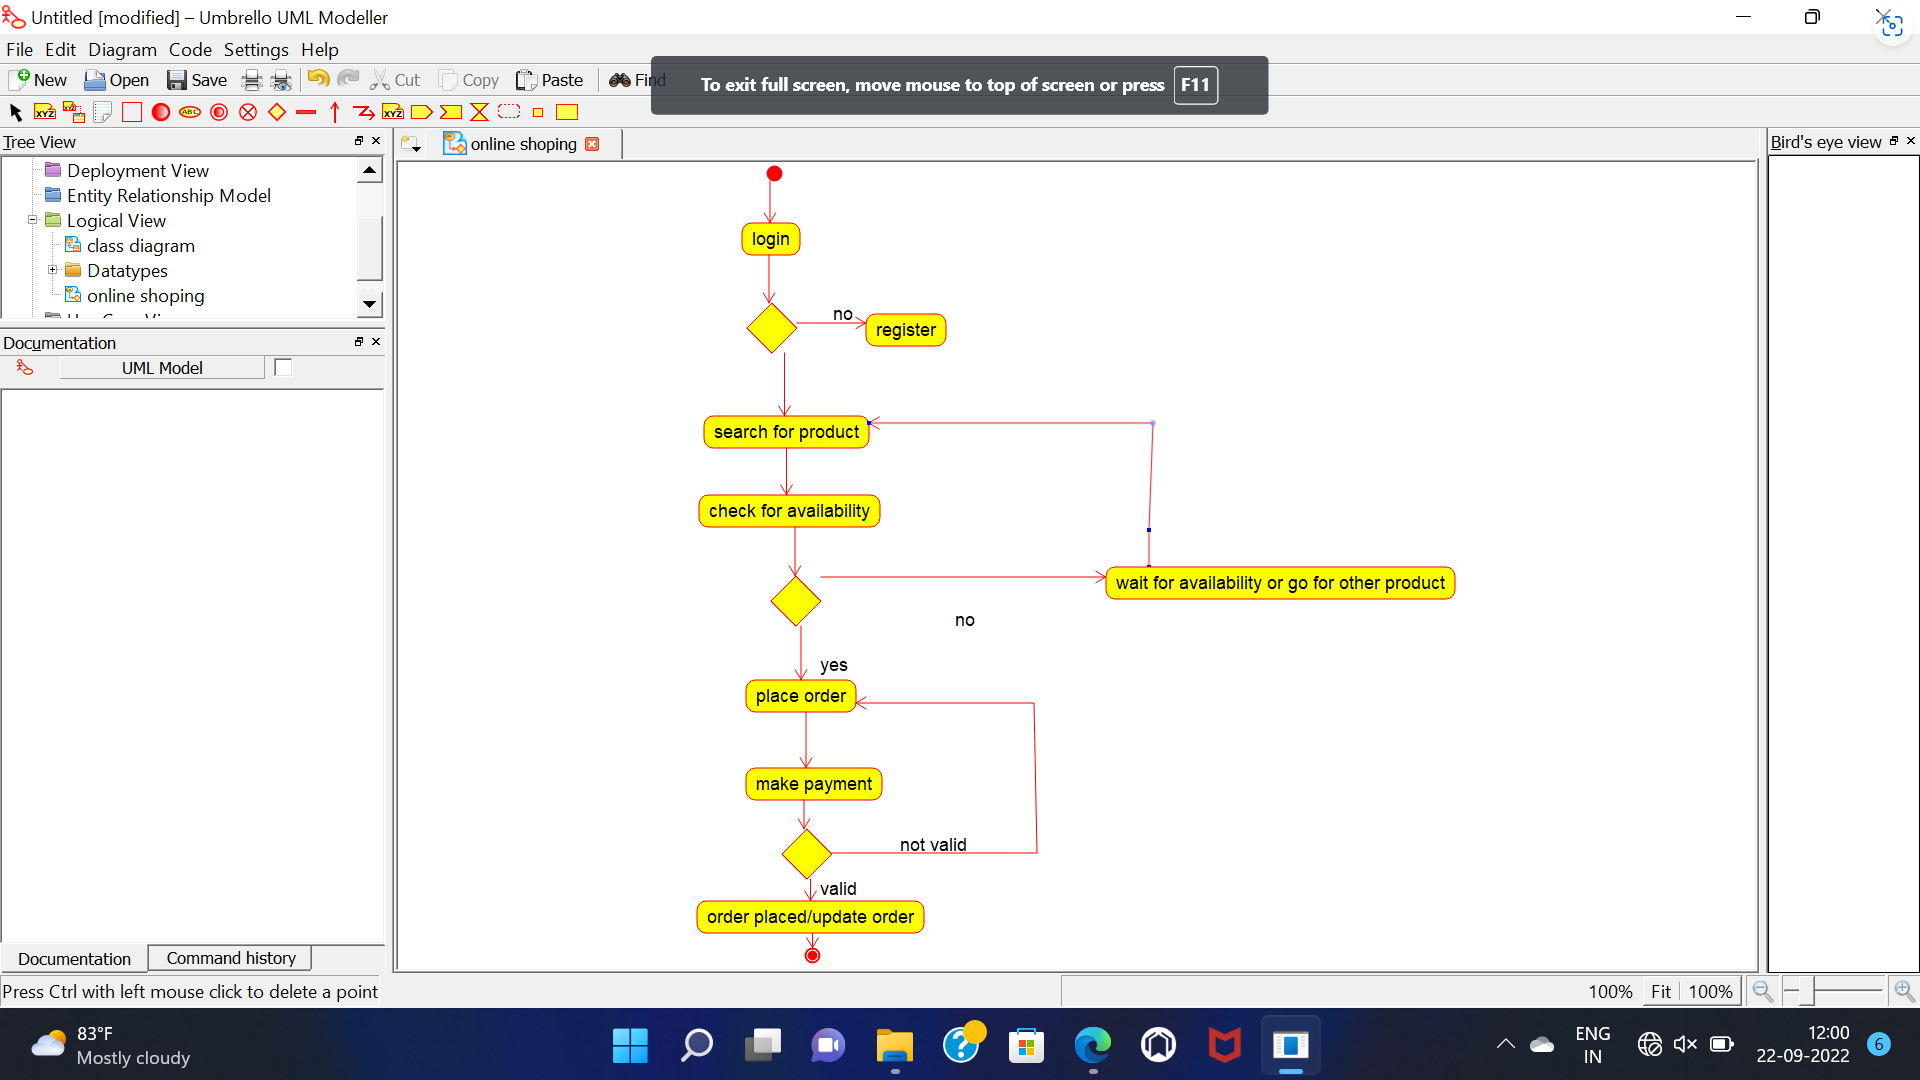 Untitled [modified] – Umbrello UML Modeller
File Edit Diagram Code Settings Help
New Open Save Cut Copy Paste Find
To exit full screen, move mouse to top of screen or press F11
XYZ XYZ ABC XYZ
Tree View
online shoping
Bird's eye view
Deployment View
Entity Relationship Model
Logical View
class diagram
Datatypes
online shoping
Documentation
UML Model
login
no
register
search for product
check for availability
wait for availability or go for other product
no
yes
place order
make payment
not valid
valid
order placed/update order
Documentation Command history
Press Ctrl with left mouse click to delete a point
100% Fit 100%
83°F
Mostly cloudy
ENG
IN
12:00
22-09-2022
6